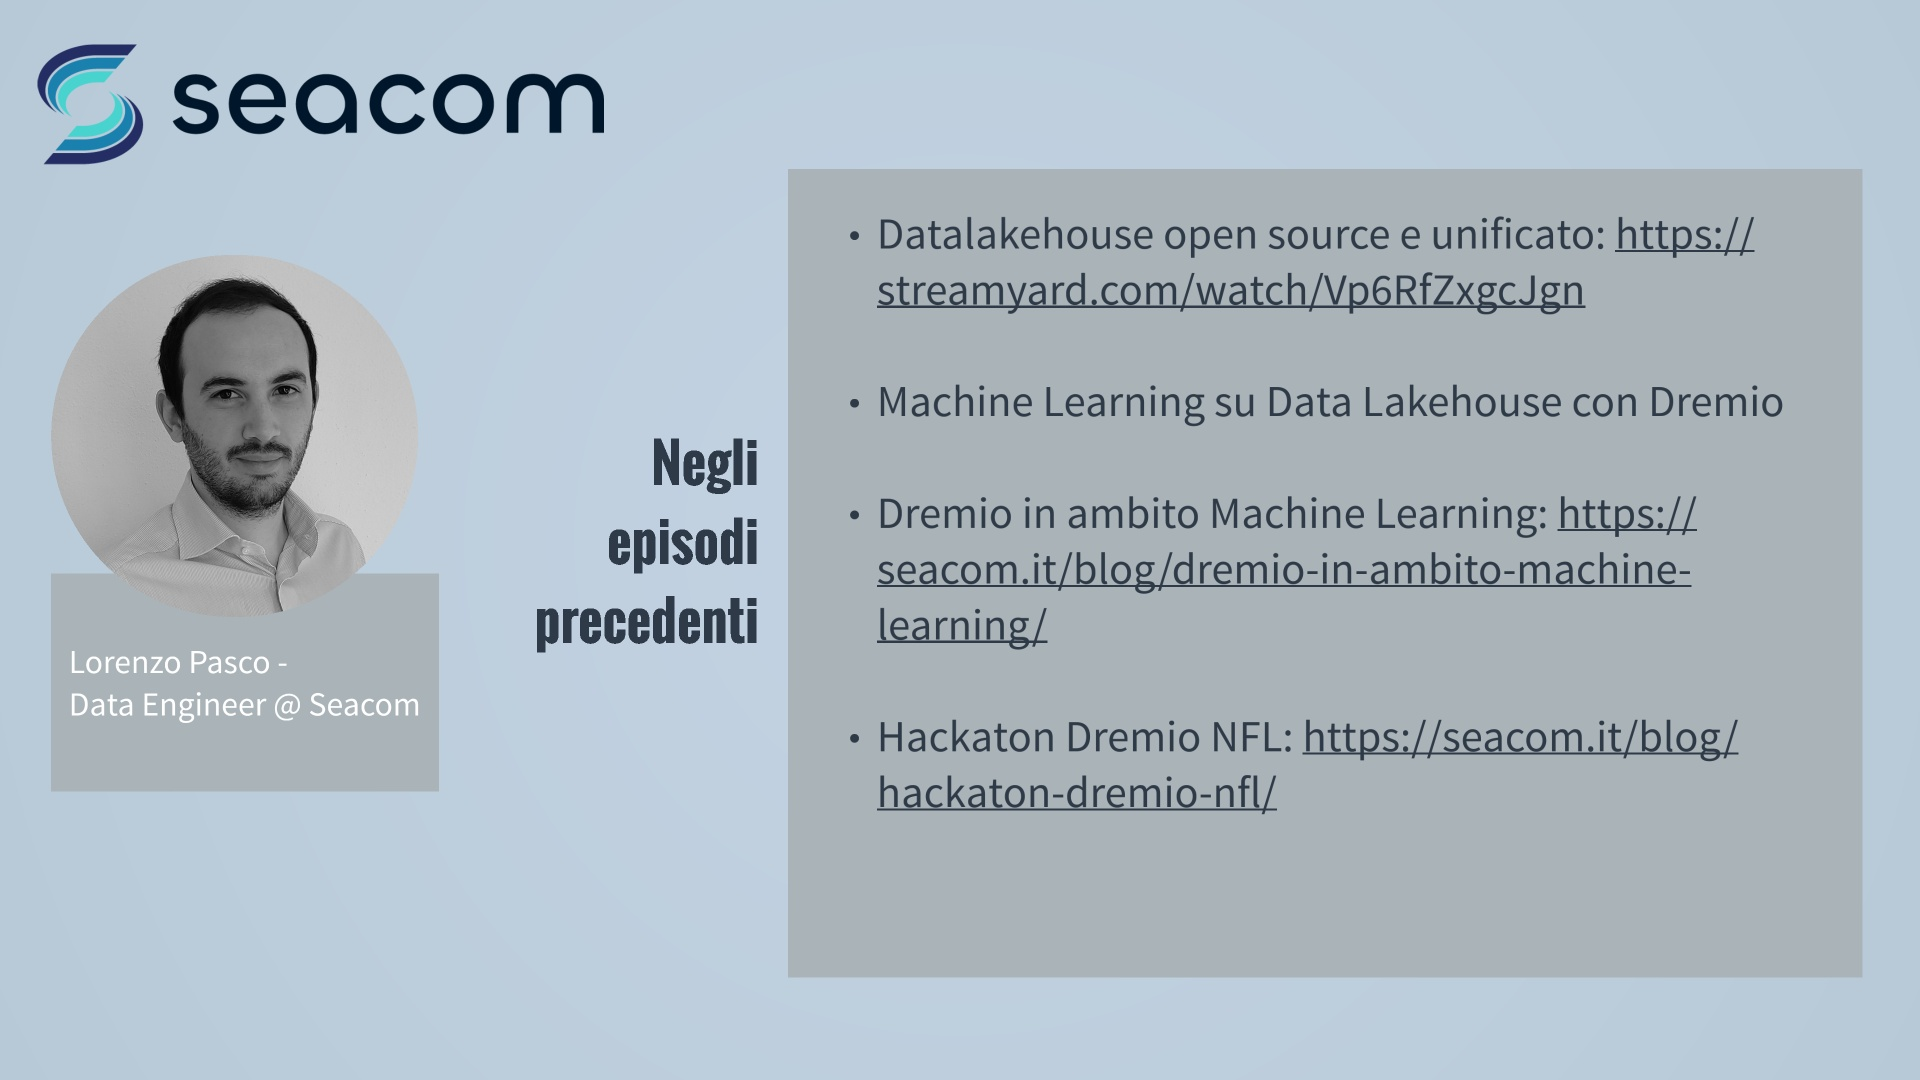 seacom
Lorenzo Pasco -
Data Engineer @ Seacom
Negli
episodi
precedenti
• Datalakehouse open source e unificato: https://
streamyard.com/watch/Vp6RfZxgcJgn
• Machine Learning su Data Lakehouse con Dremio
• Dremio in ambito Machine Learning: https://
seacom.it/blog/dremio-in-ambito-machine-
learning/
• Hackaton Dremio NFL: https://seacom.it/blog/
hackaton-dremio-nfl/